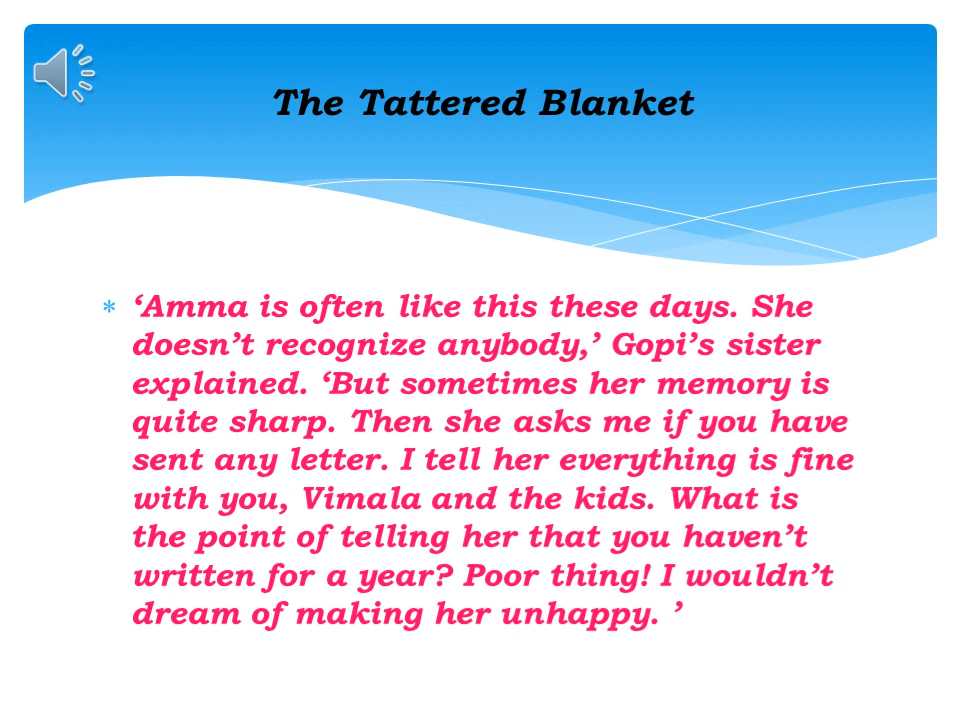 The Tattered Blanket
‘Amma is often like this these days. She
doesn’t recognize anybody,’ Gopi’s sister
explained. ‘But sometimes her memory is
quite sharp. Then she asks me if you have
sent any letter. I tell her everything is fine
with you, Vimala and the kids. What is
the point of telling her that you haven’t
written for a year? Poor thing! I wouldn’t
dream of making her unhappy. ’